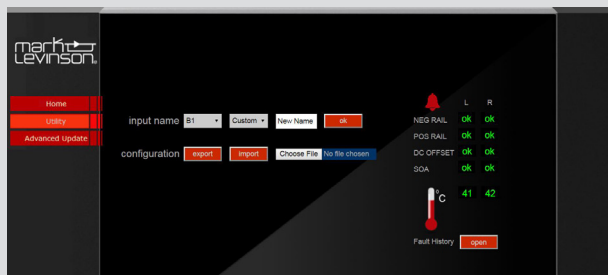 mark
Levinson®
Home
Utility
Advanced Update
input name B1 Custom New Name ok
configuration export import Choose File No file chosen
L R
NEG RAIL ok ok
POS RAIL ok ok
DC OFFSET ok ok
SOA ok ok
°C 41 42
Fault History open